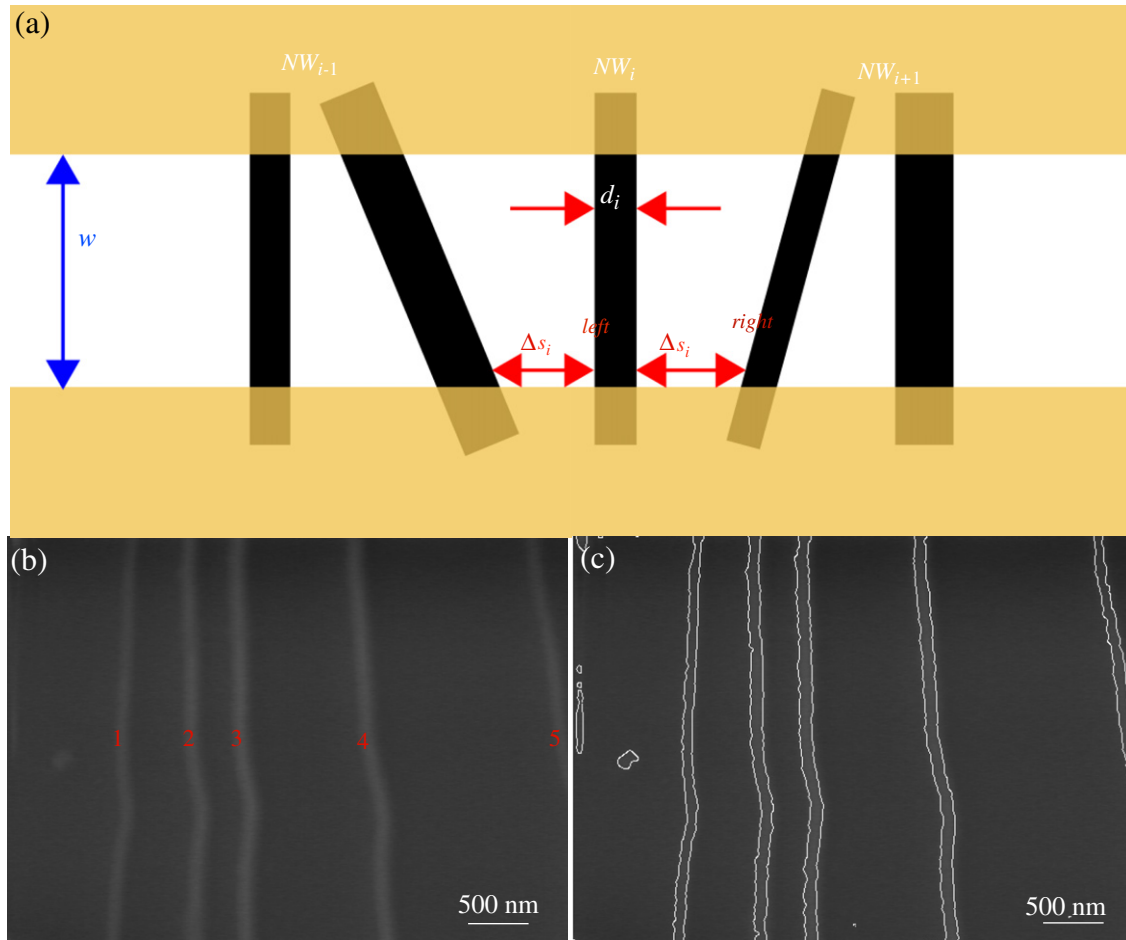 (a)
NWi-1 NWi NWi+1
di
w
left right
Δsi Δsi
(b) (c)
1 2 3 4 5
500 nm 500 nm